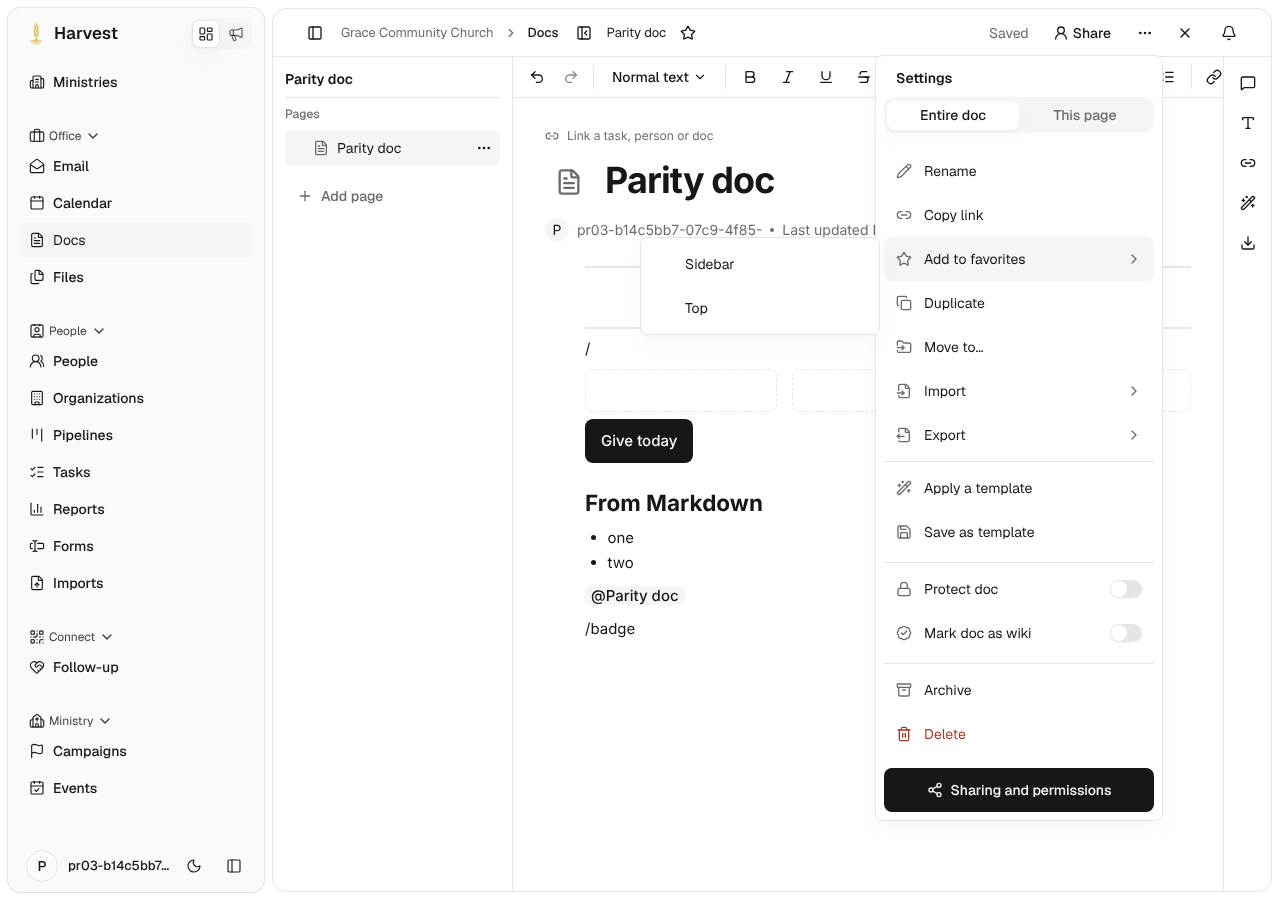 Harvest
Ministries
Office
Email
Calendar
Docs
Files
People
People
Organizations
Pipelines
Tasks
Reports
Forms
Imports
Connect
Follow-up
Ministry
Campaigns
Events
P
pr03-b14c5bb7...
Grace Community Church
Docs
Parity doc
Saved
Share
Parity doc
Pages
Parity doc
Add page
Normal text
B
I
U
S
Link a task, person or doc
Parity doc
P
pr03-b14c5bb7-07c9-4f85- • Last updated
Sidebar
Top
/
Give today
From Markdown
• one
• two
@Parity doc
/badge
Settings
Entire doc
This page
Rename
Copy link
Add to favorites
Duplicate
Move to...
Import
Export
Apply a template
Save as template
Protect doc
Mark doc as wiki
Archive
Delete
Sharing and permissions